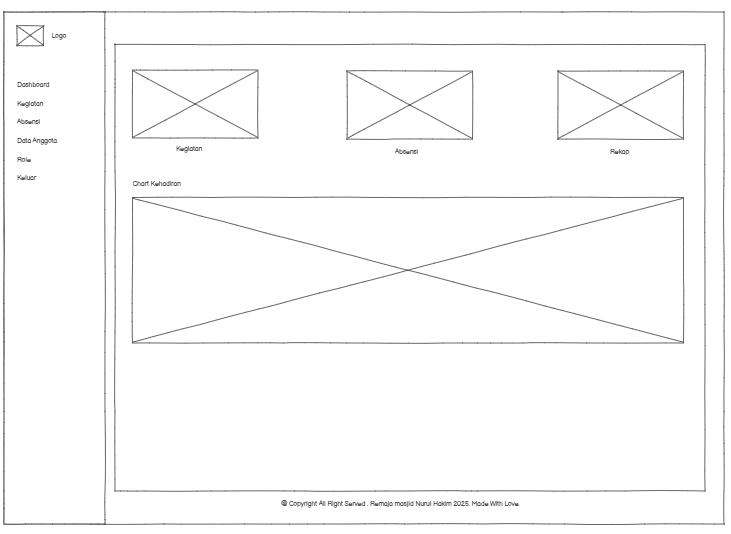 Logo
Dashboard
Kegiatan
Absensi
Data Anggota
Role
Keluar
Kegiatan
Absensi
Rekap
Chart Kehadiran
© Copyright All Right Served . Remaja masjid Nurul Hakim 2025. Made With Love.